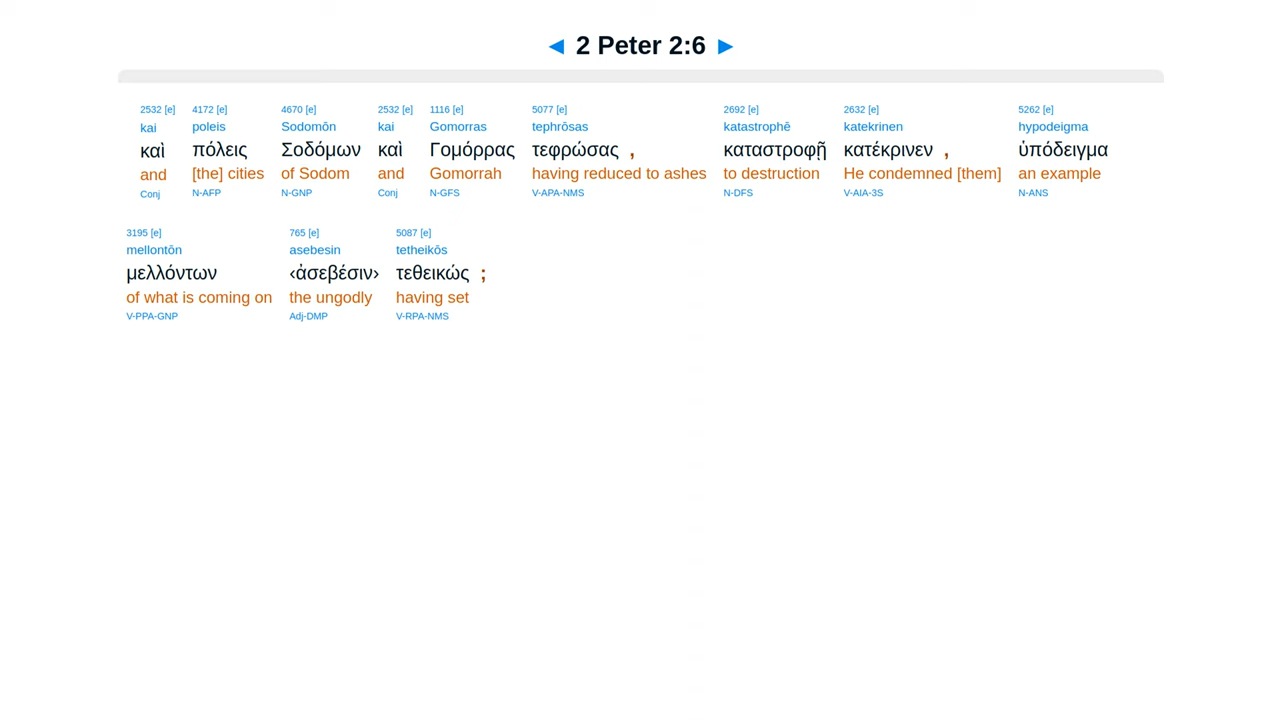 ◄ 2 Peter 2:6 ►
2532 [e] 4172 [e] 4670 [e] 2532 [e] 1116 [e] 5077 [e] 2692 [e] 2632 [e] 5262 [e]
kai poleis Sodomōn kai Gomorras tephrōsas katastrophē katekrinen hypodeigma
καὶ πόλεις Σοδόμων καὶ Γομόρρας τεφρώσας , καταστροφῇ κατέκρινεν , ὑπόδειγμα
and [the] cities of Sodom and Gomorrah having reduced to ashes to destruction He condemned [them] an example
Conj N-AFP N-GNP Conj N-GFS V-APA-NMS N-DFS V-AIA-3S N-ANS
3195 [e] 765 [e] 5087 [e]
mellontōn asebesin tetheikōs
μελλόντων ‹ἀσεβέσιν› τεθεικώς ;
of what is coming on the ungodly having set
V-PPA-GNP Adj-DMP V-RPA-NMS